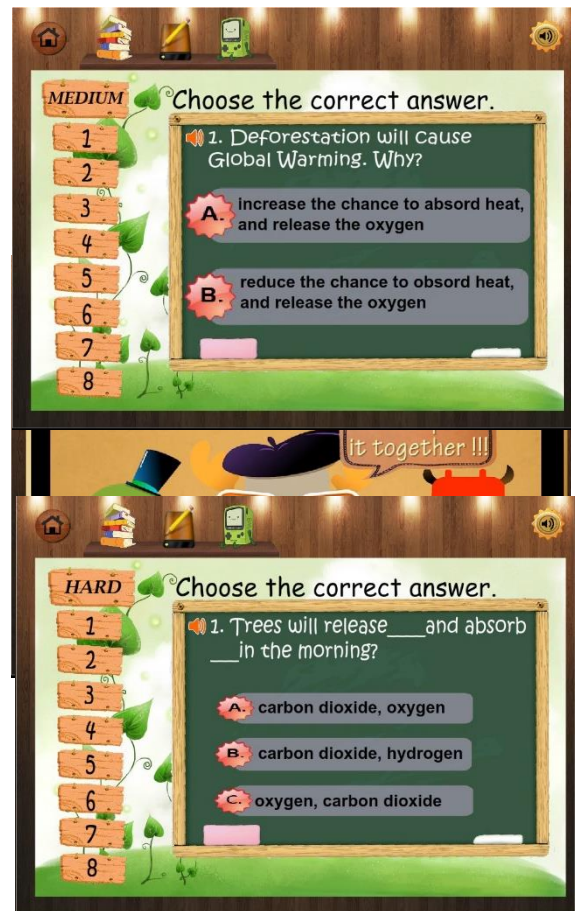 MEDIUM
Choose the correct answer.
1
2
3
4
5
6
7
8
1. Deforestation will cause
Global Warming. Why?
A. increase the chance to absord heat,
and release the oxygen
B. reduce the chance to obsord heat,
and release the oxygen
it together !!!
HARD
Choose the correct answer.
1
2
3
4
5
6
7
8
1. Trees will release____and absorb
___in the morning?
A. carbon dioxide, oxygen
B. carbon dioxide, hydrogen
C. oxygen, carbon dioxide